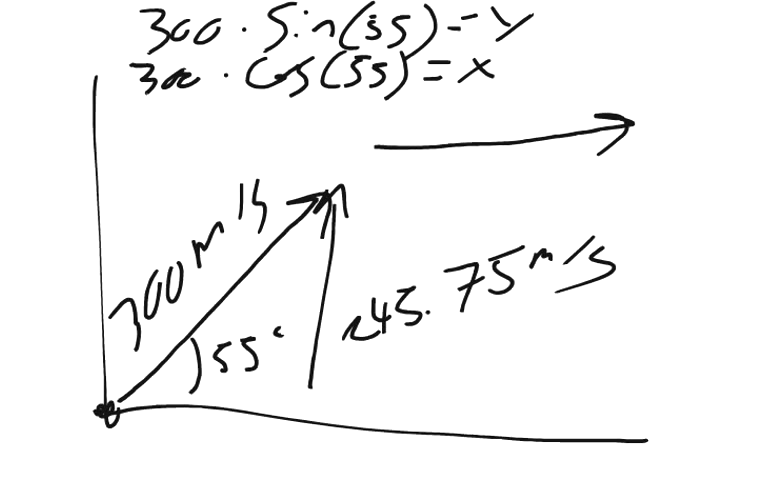 300 · Sin(55) = Y
300 · Cos(55) = X
300 m/s
55°
245.75 m/s